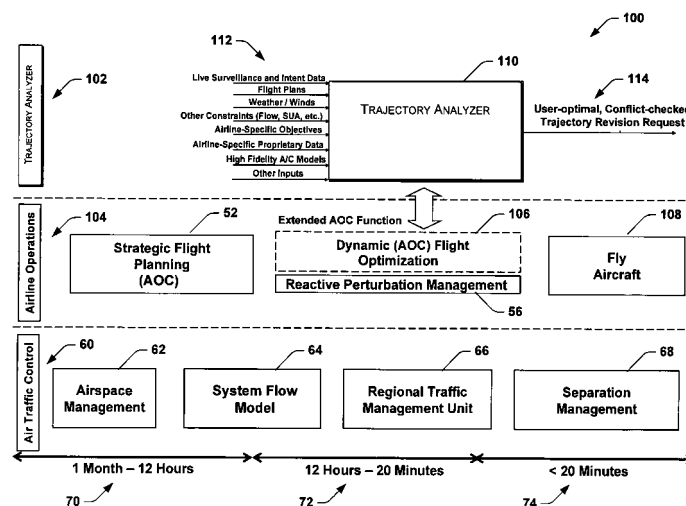 100
112
110
102
114
TRAJECTORY ANALYZER
Live Surveillance and Intent Data
Flight Plans
Weather / Winds
Other Constraints (Flow, SUA, etc.)
Airline-Specific Objectives
Airline-Specific Proprietary Data
High Fidelity A/C Models
Other Inputs
TRAJECTORY ANALYZER
User-optimal, Conflict-checked
Trajectory Revision Request
Airline Operations
104
52
Extended AOC Function
106
108
Strategic Flight
Planning
(AOC)
Dynamic (AOC) Flight
Optimization
Reactive Perturbation Management
56
Fly
Aircraft
Air Traffic Control
60
62
64
66
68
Airspace
Management
System Flow
Model
Regional Traffic
Management Unit
Separation
Management
1 Month – 12 Hours
12 Hours – 20 Minutes
< 20 Minutes
70
72
74